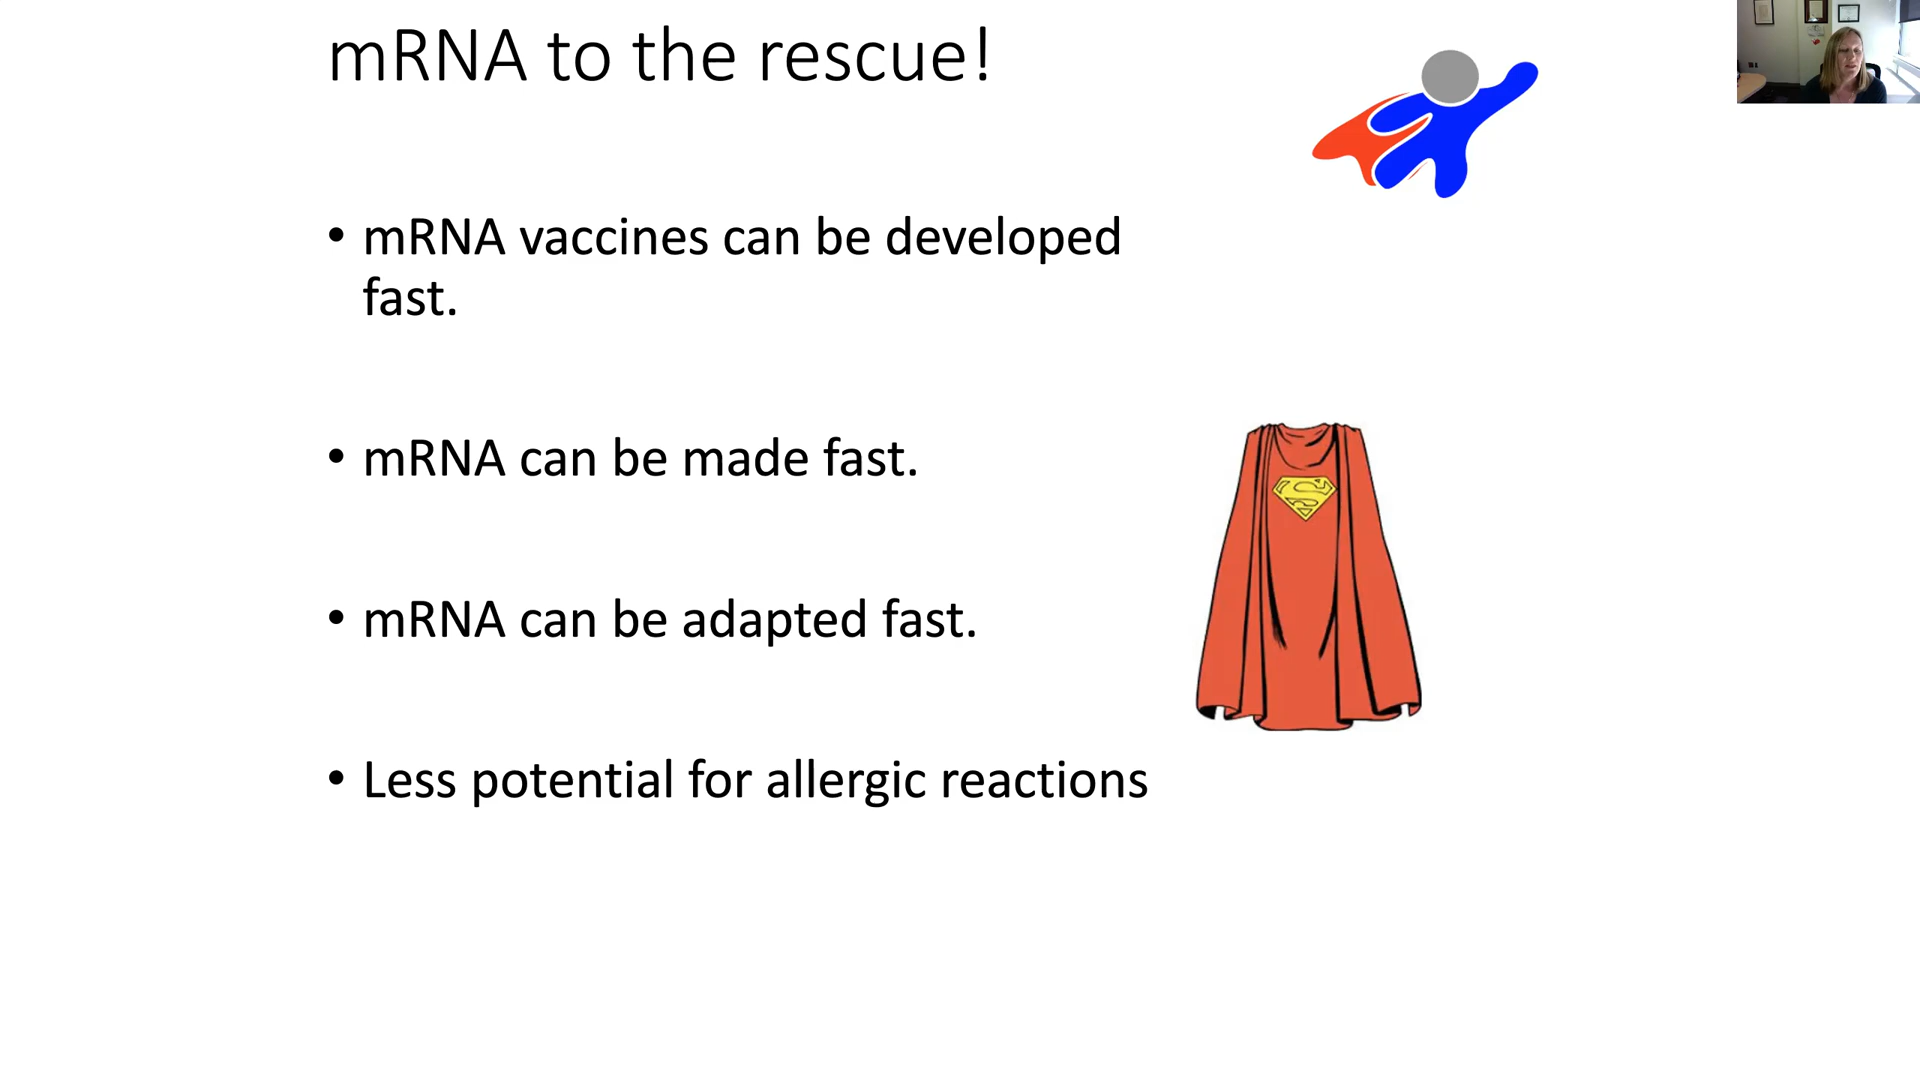 mRNA to the rescue!
• mRNA vaccines can be developed
fast.
• mRNA can be made fast.
• mRNA can be adapted fast.
• Less potential for allergic reactions